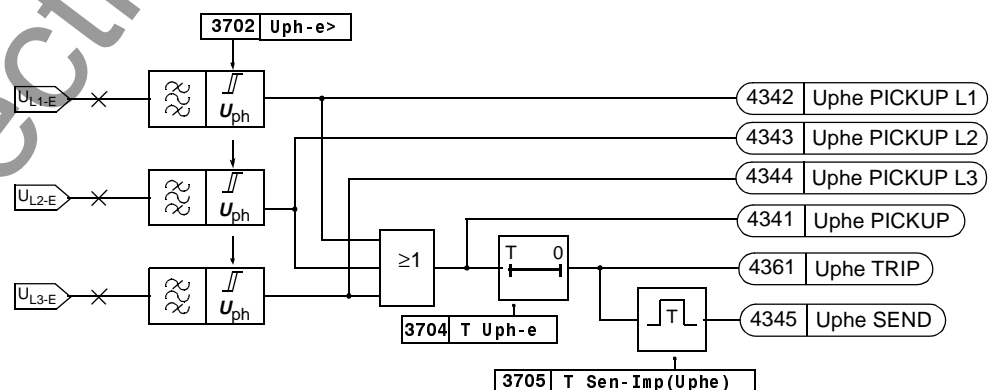 3702 Uph-e>
UL1-E Uph 4342 Uphe PICKUP L1
4343 Uphe PICKUP L2
UL2-E Uph 4344 Uphe PICKUP L3
4341 Uphe PICKUP
≥1 T 0 4361 Uphe TRIP
UL3-E Uph T 4345 Uphe SEND
3704 T Uph-e
3705 T Sen-Imp(Uphe)